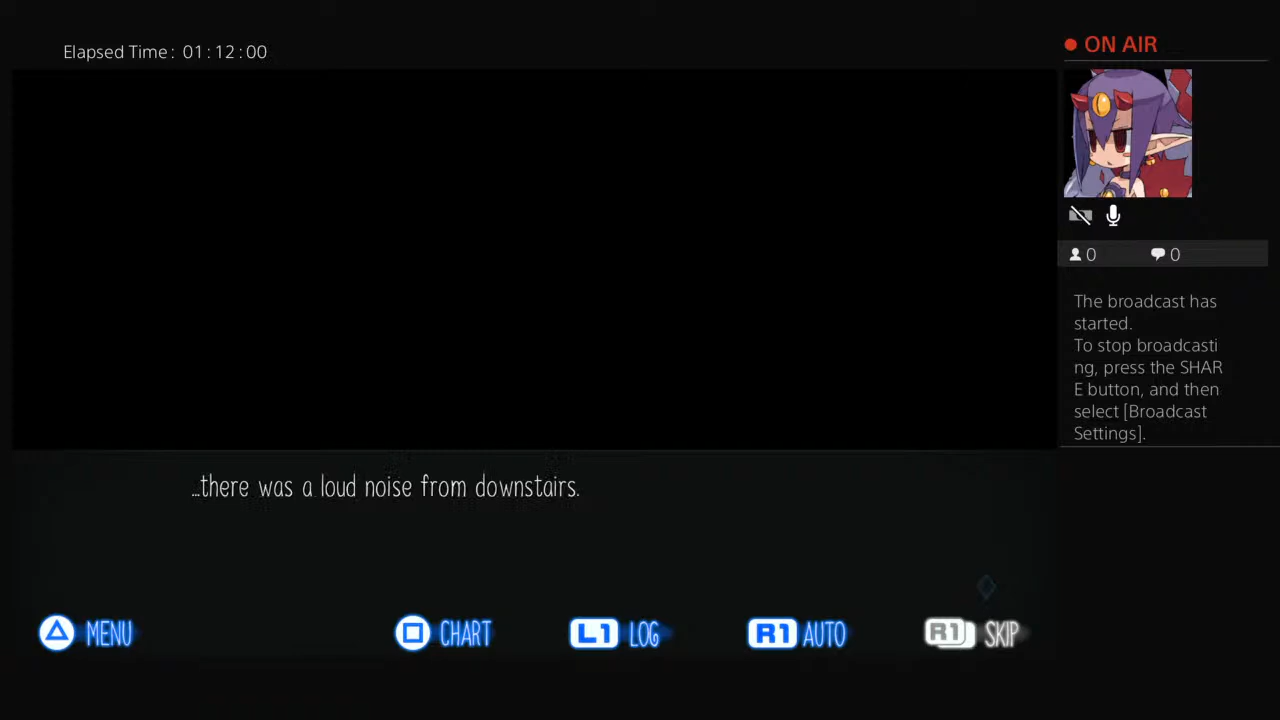 Elapsed Time: 01:12:00
ON AIR
0 0
The broadcast has
started.
To stop broadcasti
ng, press the SHAR
E button, and then
select [Broadcast
Settings].
...there was a loud noise from downstairs.
MENU CHART L1 LOG R1 AUTO R1 SKIP